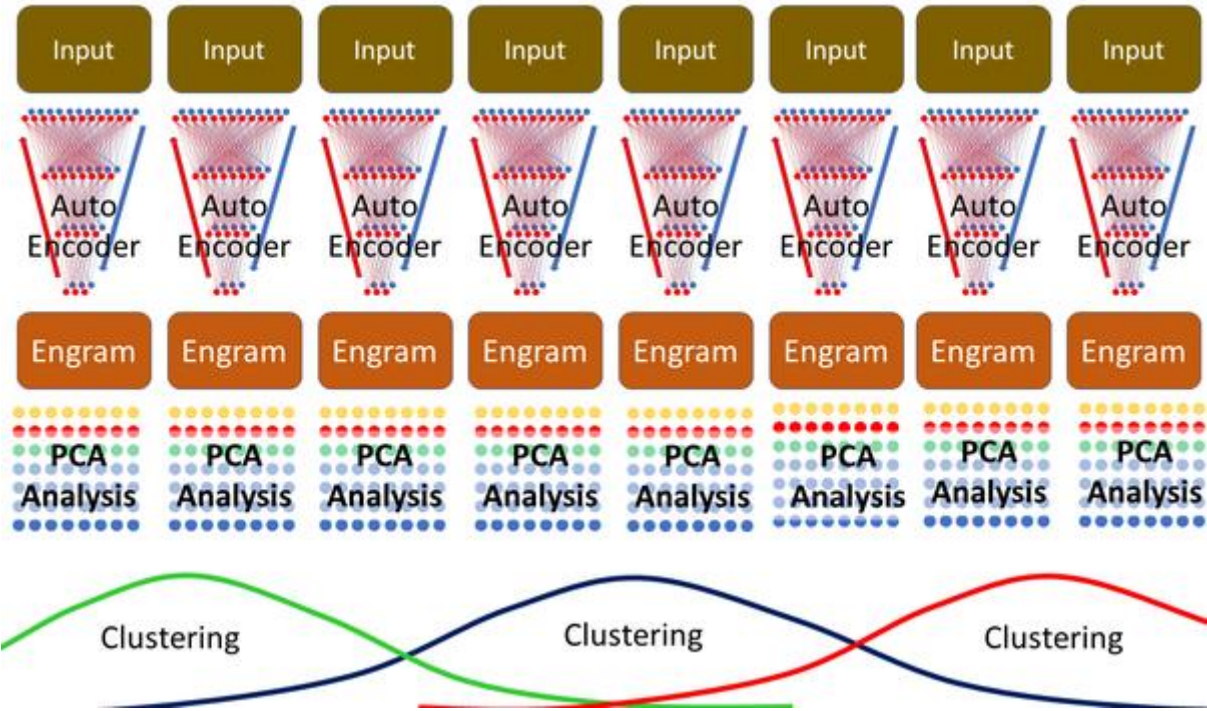 Input Input Input Input Input Input Input Input
Auto Auto Auto Auto Auto Auto Auto Auto
Encoder Encoder Encoder Encoder Encoder Encoder Encoder Encoder
Engram Engram Engram Engram Engram Engram Engram Engram
PCA PCA PCA PCA PCA PCA PCA PCA
Analysis Analysis Analysis Analysis Analysis Analysis Analysis Analysis
Clustering Clustering Clustering